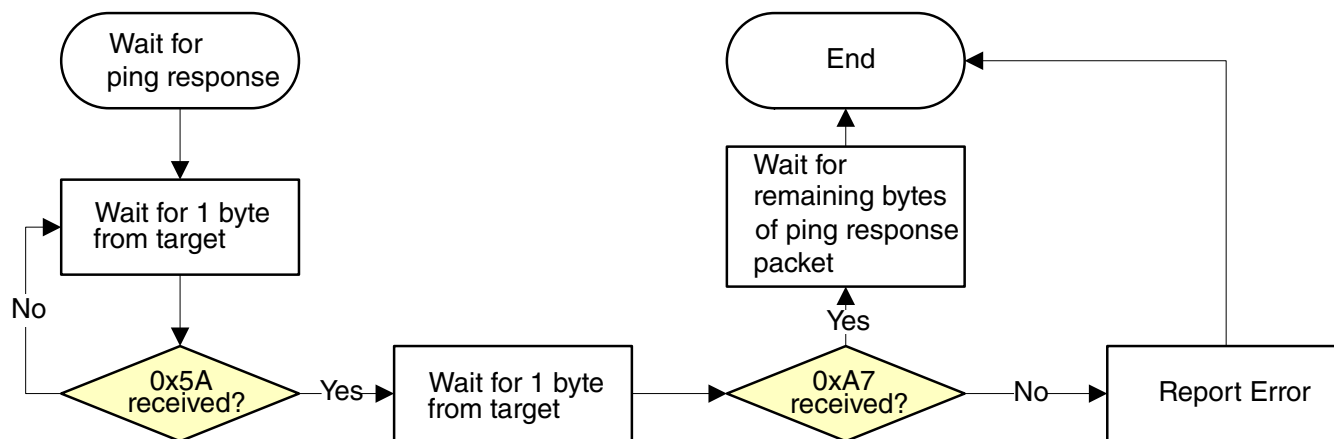 Wait for
ping response
Wait for 1 byte
from target
No
0x5A
received?
Yes
Wait for 1 byte
from target
0xA7
received?
Yes
Wait for
remaining bytes
of ping response
packet
End
No
Report Error